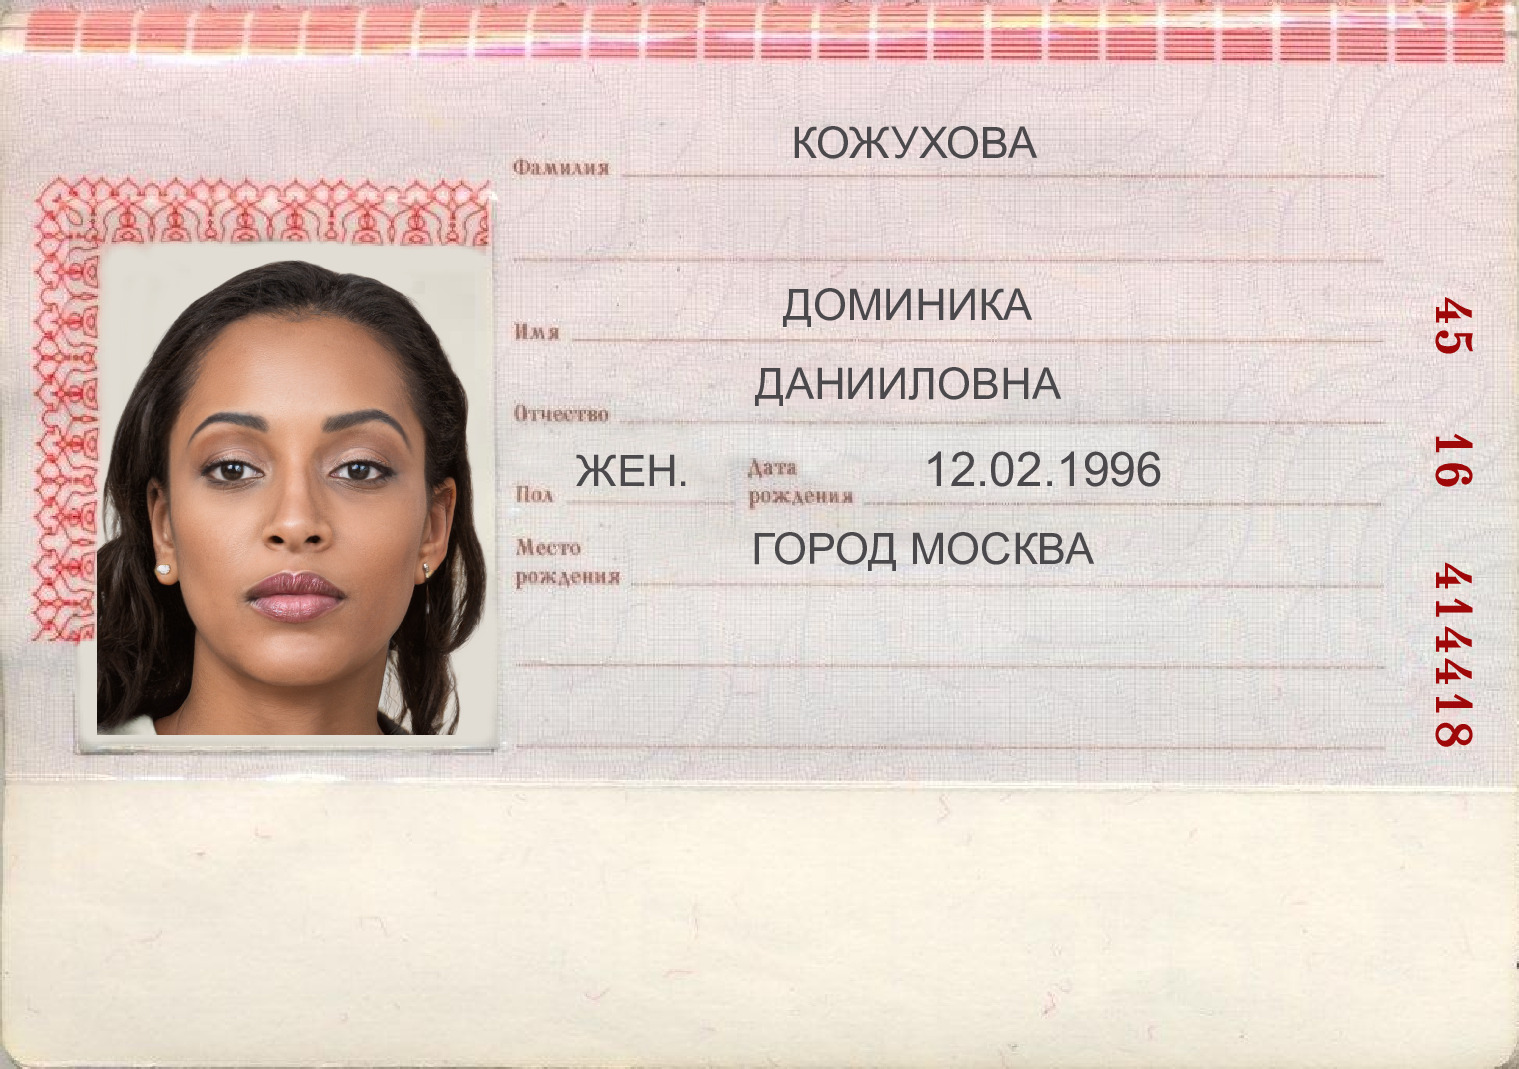 Фамилия КОЖУХОВА
Имя ДОМИНИКА
Отчество ДАНИИЛОВНА
Пол ЖЕН. Дата рождения 12.02.1996
Место рождения ГОРОД МОСКВА
45 16 414418